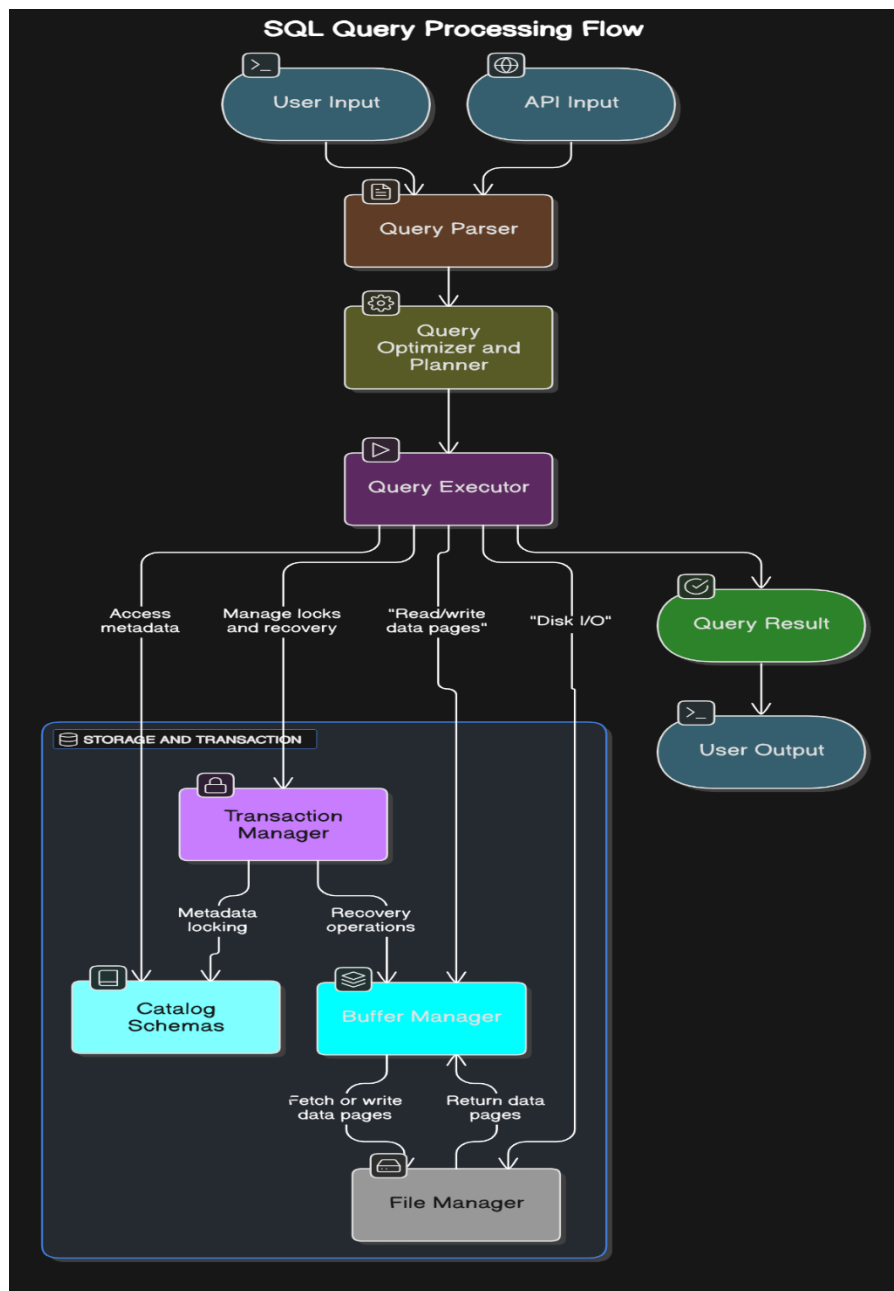 SQL Query Processing Flow
>_
>_
User Input
API Input
Query Parser
Query
Optimizer and
Planner
Query Executor
Access
metadata
Manage locks
and recovery
"Read/write
data pages"
"Disk I/O"
Query Result
>_
User Output
STORAGE AND TRANSACTION
Transaction
Manager
Metadata
locking
Recovery
operations
Catalog
Schemas
Buffer Manager
Fetch or write
data pages
Return data
pages
File Manager